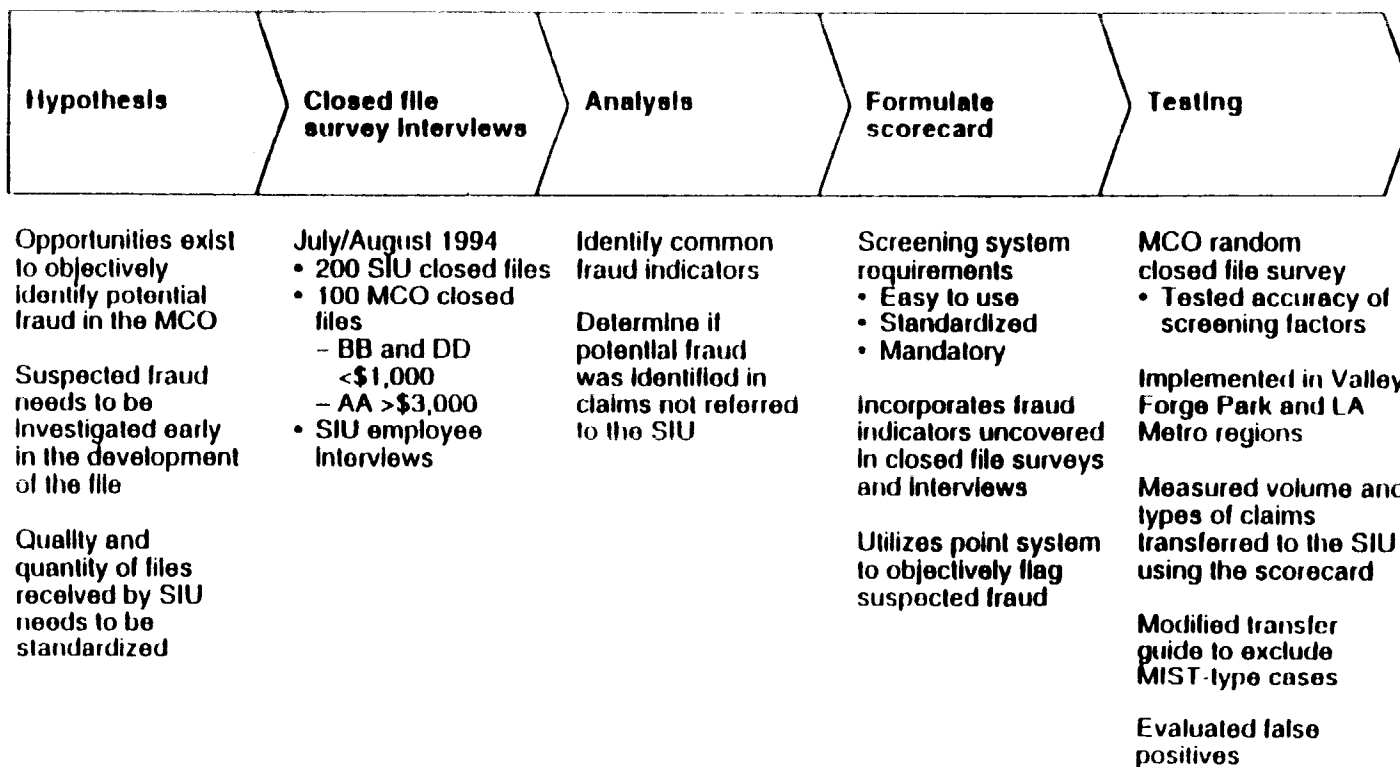 Hypothesis
Closed file
survey interviews
Analysis
Formulate
scorecard
Testing
Opportunities exist
to objectively
identify potential
fraud in the MCO
Suspected fraud
needs to be
investigated early
in the development
of the file
Quality and
quantity of files
received by SIU
needs to be
standardized
July/August 1994
• 200 SIU closed files
• 100 MCO closed
files
– BB and DD
<$1,000
– AA >$3,000
• SIU employee
interviews
Identify common
fraud indicators
Determine if
potential fraud
was identified in
claims not referred
to the SIU
Screening system
requirements
• Easy to use
• Standardized
• Mandatory
Incorporates fraud
indicators uncovered
in closed file surveys
and interviews
Utilizes point system
to objectively flag
suspected fraud
MCO random
closed file survey
• Tested accuracy of
screening factors
Implemented in Valley
Forge Park and LA
Metro regions
Measured volume and
types of claims
transferred to the SIU
using the scorecard
Modified transfer
guide to exclude
MIST-type cases
Evaluated false
positives